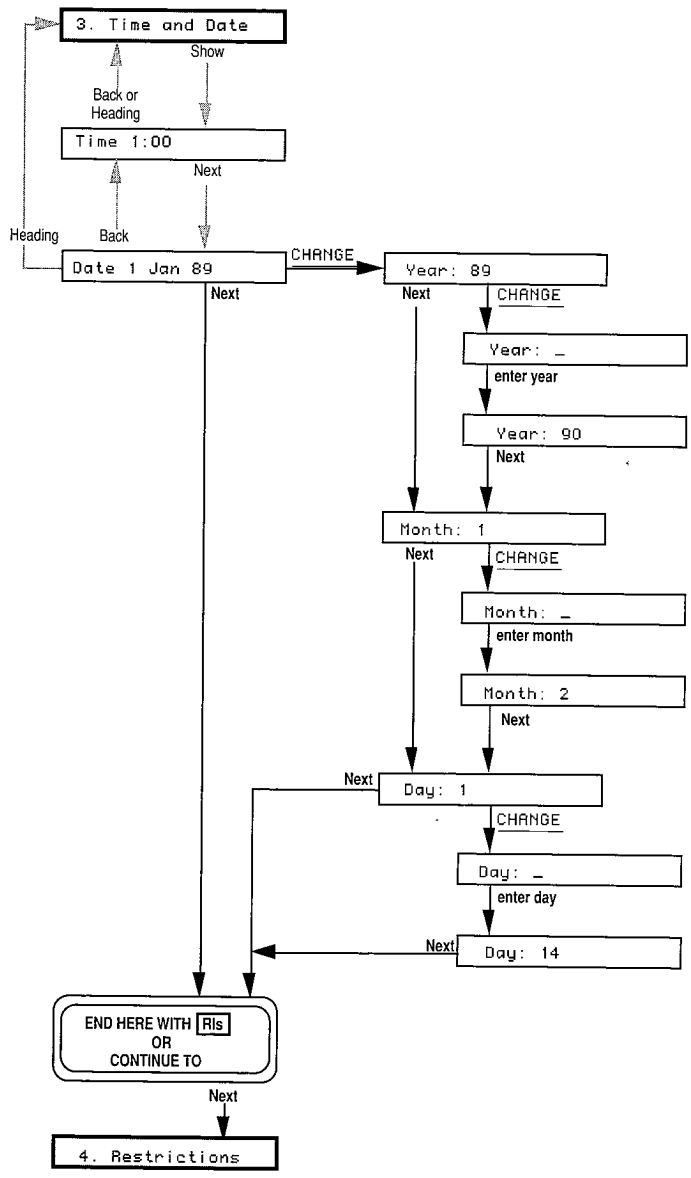 3. Time and Date
Show
Back or
Heading
Time 1:00
Next
Heading
Back
Date 1 Jan 89
CHANGE
Year: 89
Next
Next
CHANGE
Year: _
enter year
Year: 90
Next
Month: 1
Next
CHANGE
Month: _
enter month
Month: 2
Next
Next
Day: 1
CHANGE
Day: _
enter day
Next
Day: 14
END HERE WITH Rls
OR
CONTINUE TO
Next
4. Restrictions